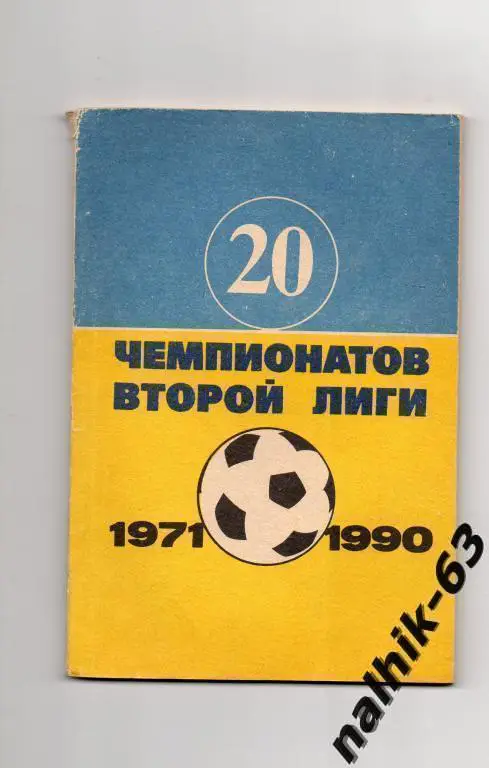 20
ЧЕМПИОНАТОВ
ВТОРОЙ ЛИГИ
1971 1990
nalhik-63